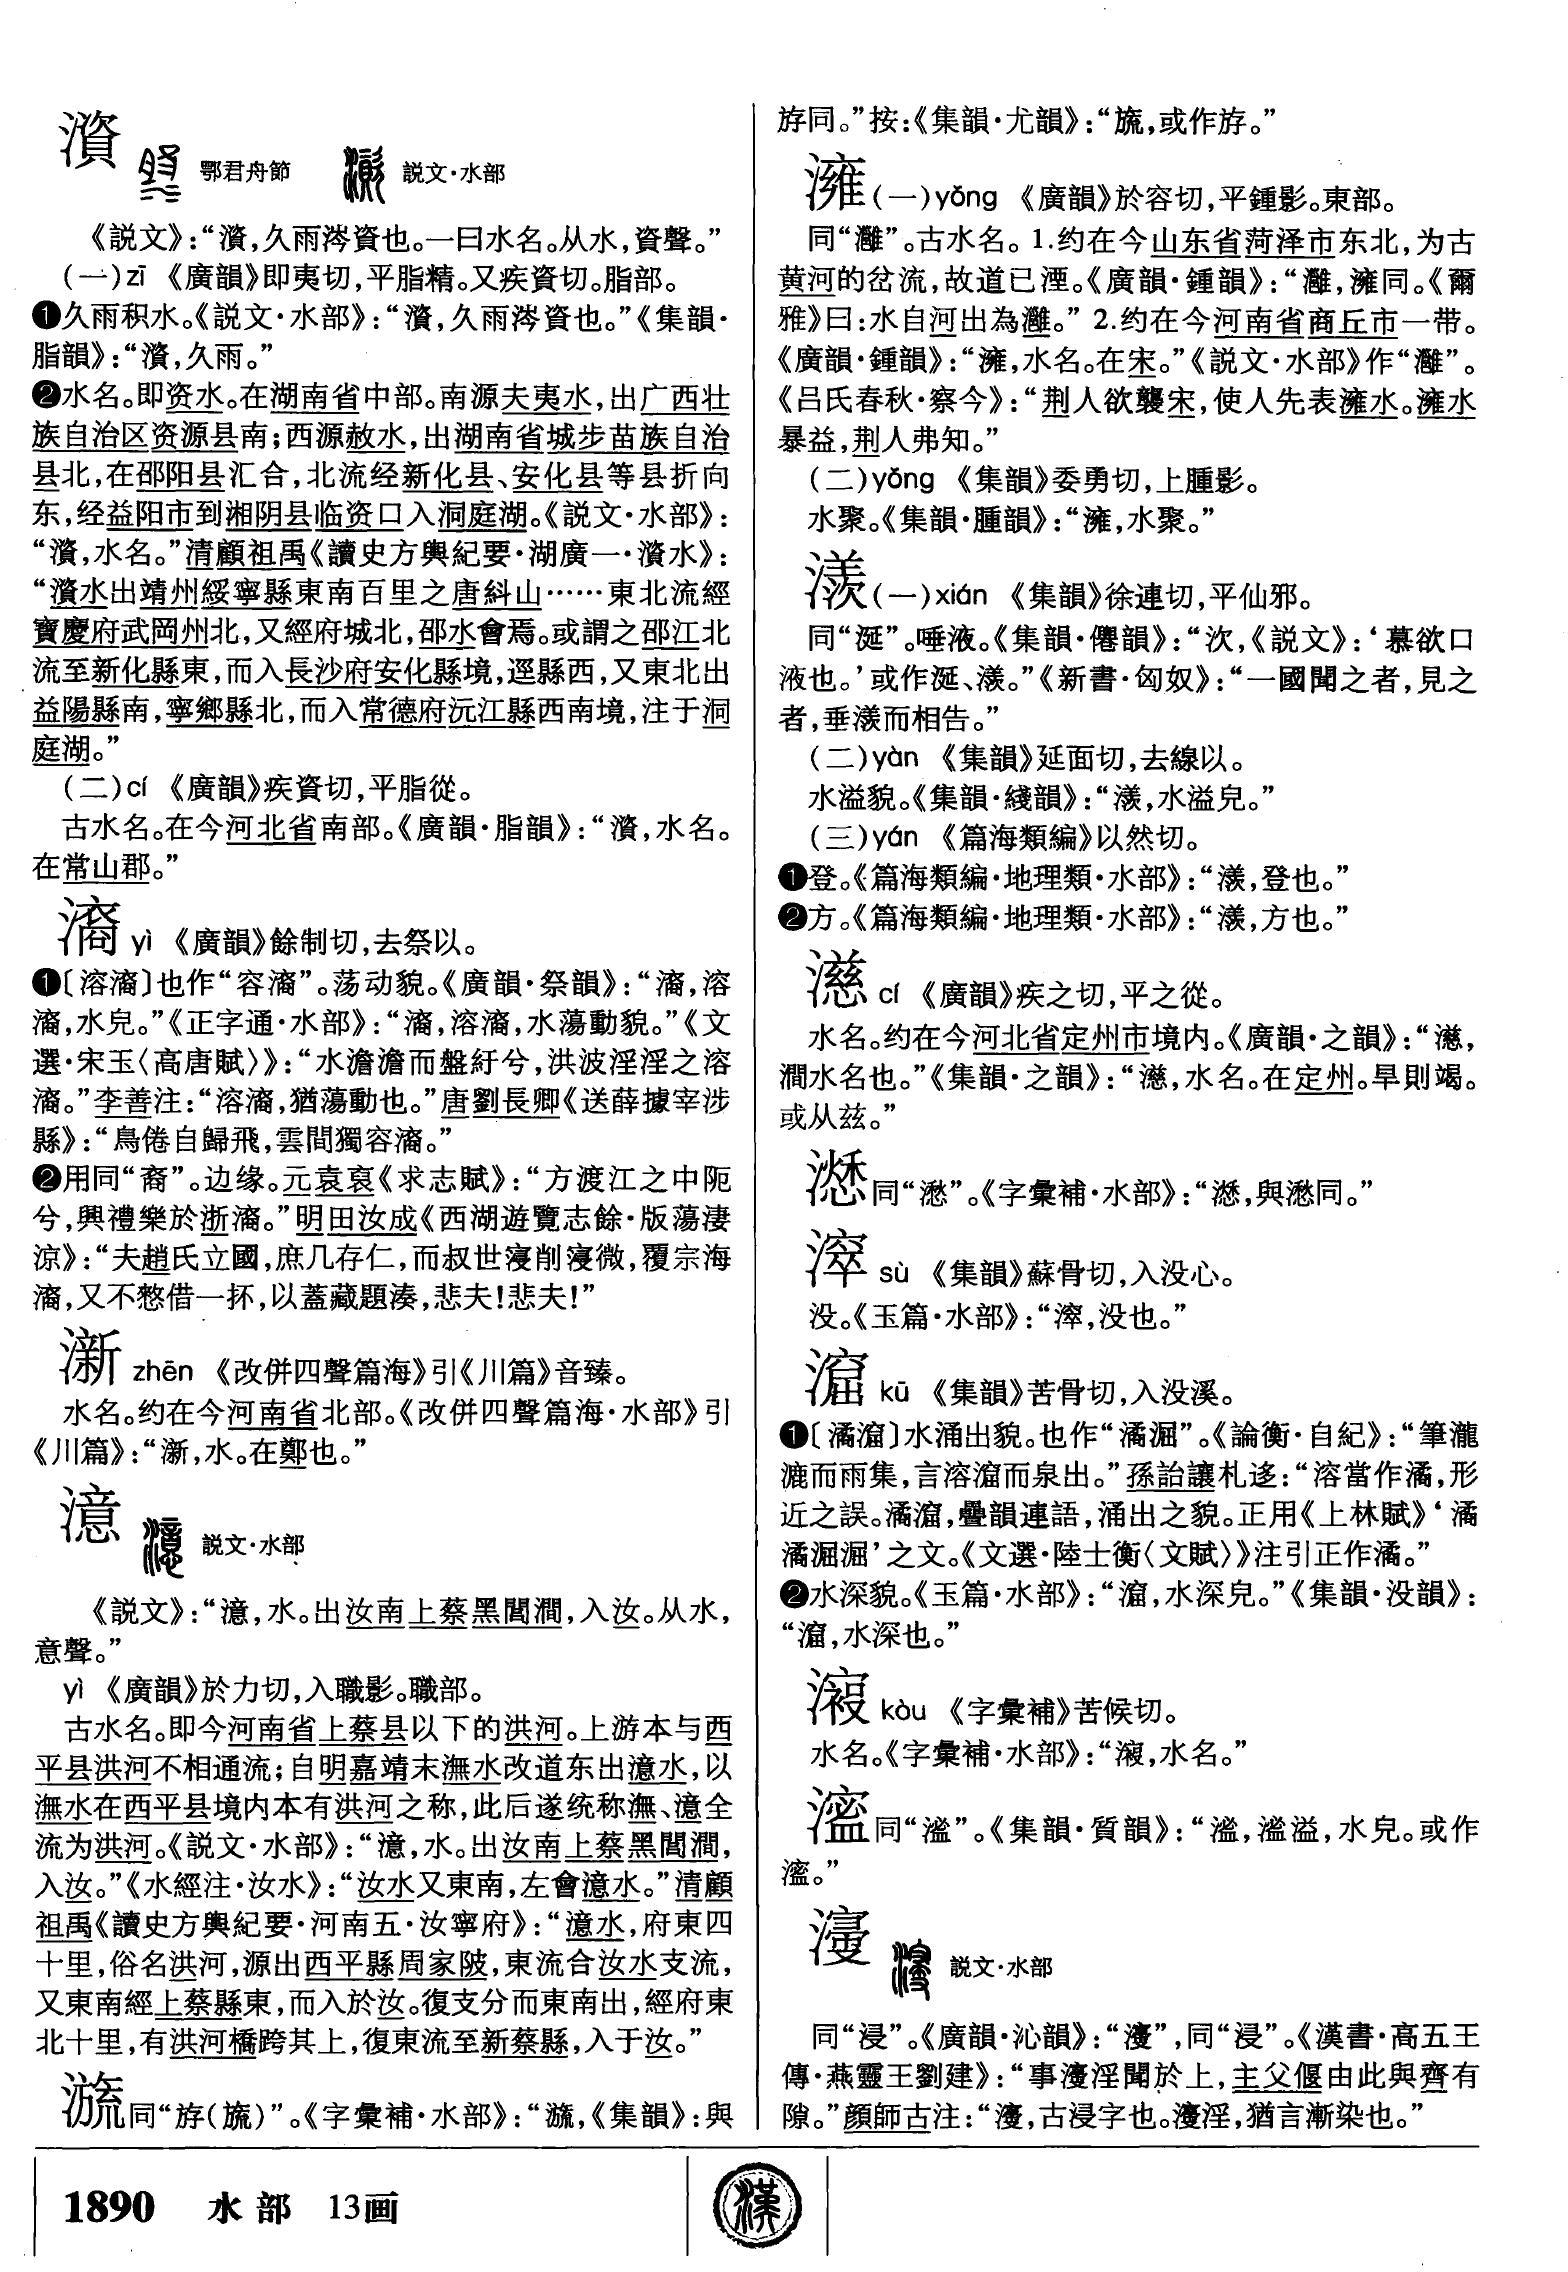 澬 鄂君舟節 説文·水部
《説文》：“澬，久雨涔資也。一曰水名。从水，資聲。”
（一）zī 《廣韻》即夷切，平脂精。又疾資切。脂部。
❶久雨积水。《説文·水部》：“澬，久雨涔資也。”《集韻·
脂韻》：“澬，久雨。”
❷水名。即资水。在湖南省中部。南源夫夷水，出广西壮
族自治区资源县南；西源赧水，出湖南省城步苗族自治
县北，在邵阳县汇合，北流经新化县、安化县等县折向
东，经益阳市到湘阴县临资口入洞庭湖。《説文·水部》：
“澬，水名。”清顧祖禹《讀史方輿紀要·湖廣一·澬水》：
“澬水出靖州綏寧縣東南百里之唐糾山……東北流經
寳慶府武岡州北，又經府城北，邵水會焉。或謂之邵江北
流至新化縣東，而入長沙府安化縣境，逕縣西，又東北出
益陽縣南，寧鄉縣北，而入常德府沅江縣西南境，注于洞
庭湖。”
（二）cí 《廣韻》疾資切，平脂從。
古水名。在今河北省南部。《廣韻·脂韻》：“澬，水名。
在常山郡。”
㵝 yì 《廣韻》餘制切，去祭以。
❶〔溶㵝〕也作“容㵝”。荡动貌。《廣韻·祭韻》：“㵝，溶
㵝，水皃。”《正字通·水部》：“㵝，溶㵝，水蕩動貌。”《文
選·宋玉〈高唐賦〉》：“水澹澹而盤紆兮，洪波淫淫之溶
㵝。”李善注：“溶㵝，猶蕩動也。”唐劉長卿《送薛據宰涉
縣》：“鳥倦自歸飛，雲間獨容㵝。”
❷用同“裔”。边缘。元袁裒《求志賦》：“方渡江之中阨
兮，興禮樂於浙㵝。”明田汝成《西湖遊覽志餘·版蕩淒
涼》：“夫趙氏立國，庶几存仁，而叔世寖削寖微，覆宗海
㵝，又不憗借一抔，以蓋藏題湊，悲夫！悲夫！”
澵 zhēn 《改併四聲篇海》引《川篇》音臻。
水名。约在今河南省北部。《改併四聲篇海·水部》引
《川篇》：“澵，水。在鄭也。”
澺 説文·水部
《説文》：“澺，水。出汝南上蔡黑閭澗，入汝。从水，
意聲。”
yì 《廣韻》於力切，入職影。職部。
古水名。即今河南省上蔡县以下的洪河。上游本与西
平县洪河不相通流；自明嘉靖末潕水改道东出澺水，以
潕水在西平县境内本有洪河之称，此后遂统称潕、澺全
流为洪河。《説文·水部》：“澺，水。出汝南上蔡黑閭澗，
入汝。”《水經注·汝水》：“汝水又東南，左會澺水。”清顧
祖禹《讀史方輿紀要·河南五·汝寧府》：“澺水，府東四
十里，俗名洪河，源出西平縣周家陂，東流合汝水支流，
又東南經上蔡縣東，而入於汝。復支分而東南出，經府東
北十里，有洪河橋跨其上，復東流至新蔡縣，入于汝。”
同“斿（旒）”。《字彙補·水部》：“，《集韻》：與
斿同。”按：《集韻·尤韻》：“旒，或作斿。”
澭（一）yōng 《廣韻》於容切，平鍾影。東部。
同“灉”。古水名。1.约在今山东省菏泽市东北，为古
黄河的岔流，故道已湮。《廣韻·鍾韻》：“灉，澭同。《爾
雅》曰：水自河出為灉。”2.约在今河南省商丘市一带。
《廣韻·鍾韻》：“澭，水名。在宋。”《説文·水部》作“灉”。
《吕氏春秋·察今》：“荆人欲襲宋，使人先表澭水。澭水
暴益，荆人弗知。”
（二）yǒng 《集韻》委勇切，上腫影。
水聚。《集韻·腫韻》：“澭，水聚。”
㵪（一）xián 《集韻》徐連切，平仙邪。
同“涎”。唾液。《集韻·僊韻》：“㳄，《説文》：‘慕欲口
液也。’或作涎、㵪。”《新書·匈奴》：“一國聞之者，見之
者，垂㵪而相告。”
（二）yàn 《集韻》延面切，去線以。
水溢貌。《集韻·綫韻》：“㵪，水溢皃。”
（三）yán 《篇海類編》以然切。
❶登。《篇海類編·地理類·水部》：“㵪，登也。”
❷方。《篇海類編·地理類·水部》：“㵪，方也。”
濨 cí 《廣韻》疾之切，平之從。
水名。约在今河北省定州市境内。《廣韻·之韻》：“濨，
澗水名也。”《集韻·之韻》：“濨，水名。在定州。旱則竭。
或从兹。”
同“”。《字彙補·水部》：“，與同。”
㵠 sù 《集韻》蘇骨切，入没心。
没。《玉篇·水部》：“㵠，没也。”
㵠 kū 《集韻》苦骨切，入没溪。
❶〔潏〕水涌出貌。也作“潏淈”。《論衡·自紀》：“筆瀧
漉而雨集，言溶而泉出。”孫詒讓札迻：“溶當作潏，形
近之誤。潏，疊韻連語，涌出之貌。正用《上林賦》‘潏
潏淈淈’之文。《文選·陸士衡〈文賦〉》注引正作潏。”
❷水深貌。《玉篇·水部》：“，水深皃。”《集韻·没韻》：
“，水深也。”
kòu 《字彙補》苦候切。
水名。《字彙補·水部》：“，水名。”
同“”。《集韻·質韻》：“，溢，水皃。或作
。”
濅 説文·水部
同“浸”。《廣韻·沁韻》：“濅”，同“浸”。《漢書·高五王
傳·燕靈王劉建》：“事濅淫聞於上，主父偃由此與齊有
隙。”顔師古注：“濅，古浸字也。濅淫，猶言漸染也。”
1890 水部 13画
漢